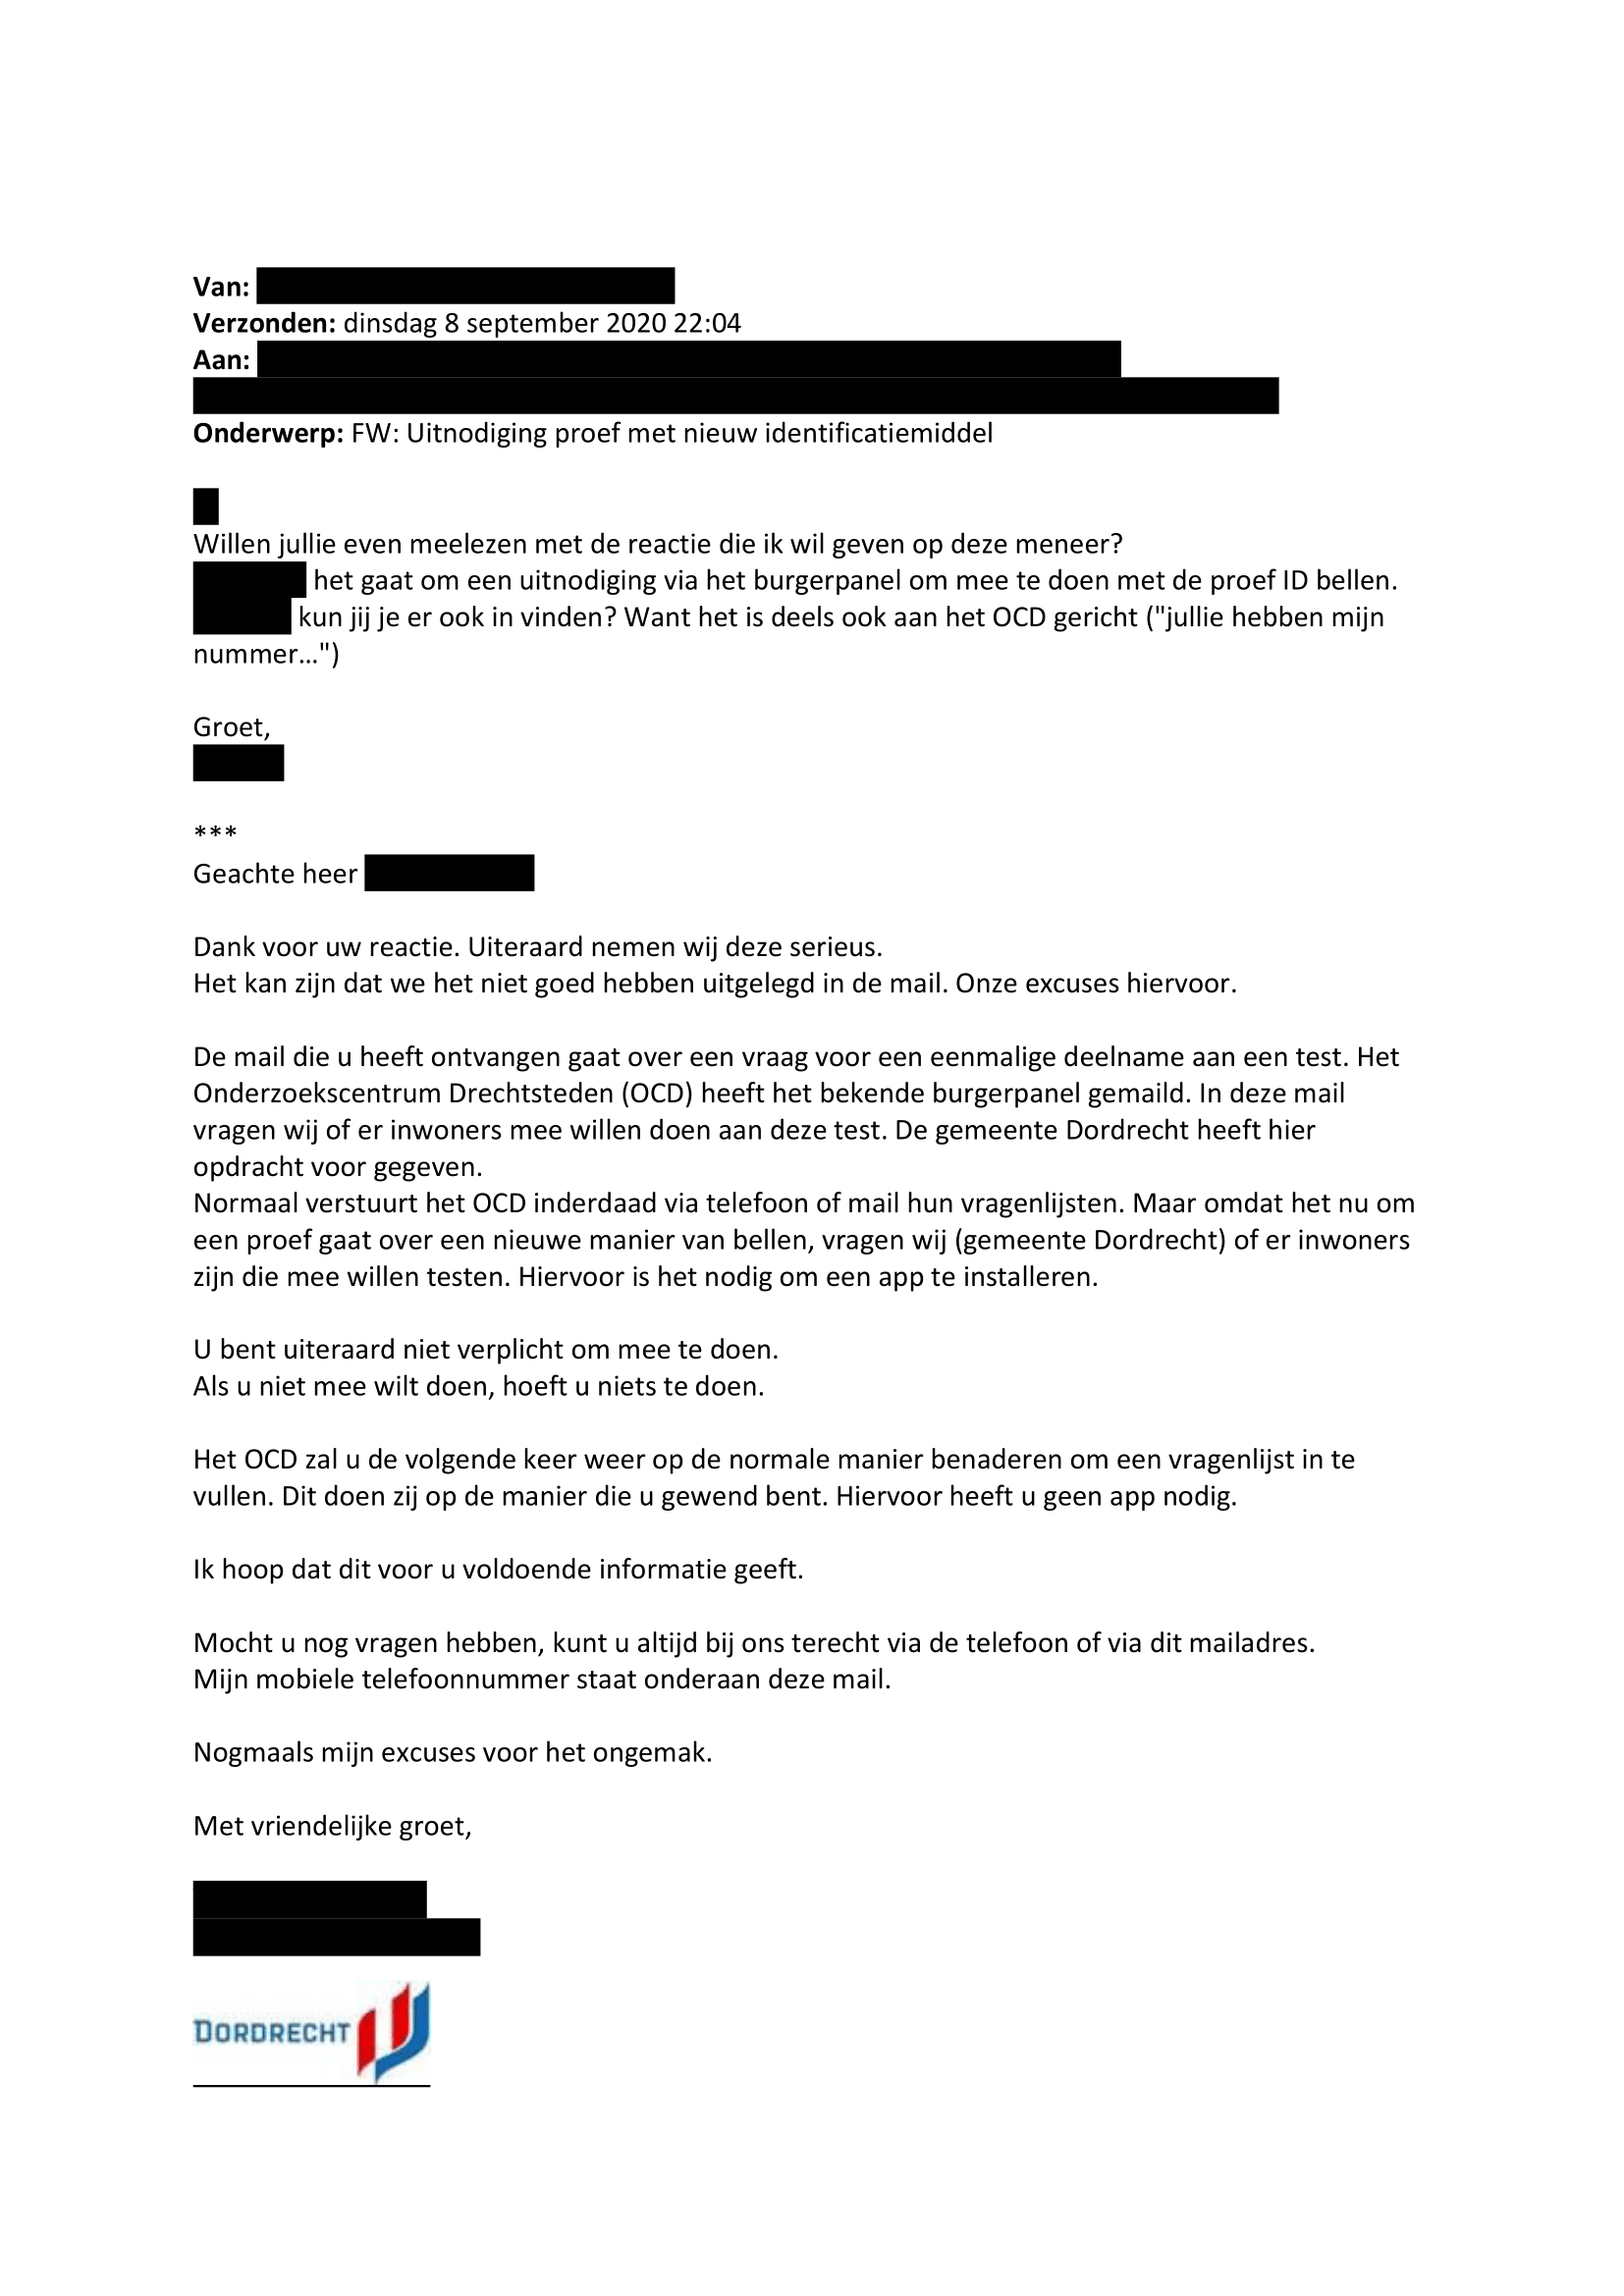 Van:
Verzonden: dinsdag 8 september 2020 22:04
Aan:
Onderwerp: FW: Uitnodiging proef met nieuw identificatiemiddel
Willen jullie even meelezen met de reactie die ik wil geven op deze meneer?
het gaat om een uitnodiging via het burgerpanel om mee te doen met de proef ID bellen.
kun jij je er ook in vinden? Want het is deels ook aan het OCD gericht ("jullie hebben mijn
nummer...")
Groet,
***
Geachte heer
Dank voor uw reactie. Uiteraard nemen wij deze serieus.
Het kan zijn dat we het niet goed hebben uitgelegd in de mail. Onze excuses hiervoor.
De mail die u heeft ontvangen gaat over een vraag voor een eenmalige deelname aan een test. Het
Onderzoekscentrum Drechtsteden (OCD) heeft het bekende burgerpanel gemaild. In deze mail
vragen wij of er inwoners mee willen doen aan deze test. De gemeente Dordrecht heeft hier
opdracht voor gegeven.
Normaal verstuurt het OCD inderdaad via telefoon of mail hun vragenlijsten. Maar omdat het nu om
een proef gaat over een nieuwe manier van bellen, vragen wij (gemeente Dordrecht) of er inwoners
zijn die mee willen testen. Hiervoor is het nodig om een app te installeren.
U bent uiteraard niet verplicht om mee te doen.
Als u niet mee wilt doen, hoeft u niets te doen.
Het OCD zal u de volgende keer weer op de normale manier benaderen om een vragenlijst in te
vullen. Dit doen zij op de manier die u gewend bent. Hiervoor heeft u geen app nodig.
Ik hoop dat dit voor u voldoende informatie geeft.
Mocht u nog vragen hebben, kunt u altijd bij ons terecht via de telefoon of via dit mailadres.
Mijn mobiele telefoonnummer staat onderaan deze mail.
Nogmaals mijn excuses voor het ongemak.
Met vriendelijke groet,
DORDRECHT